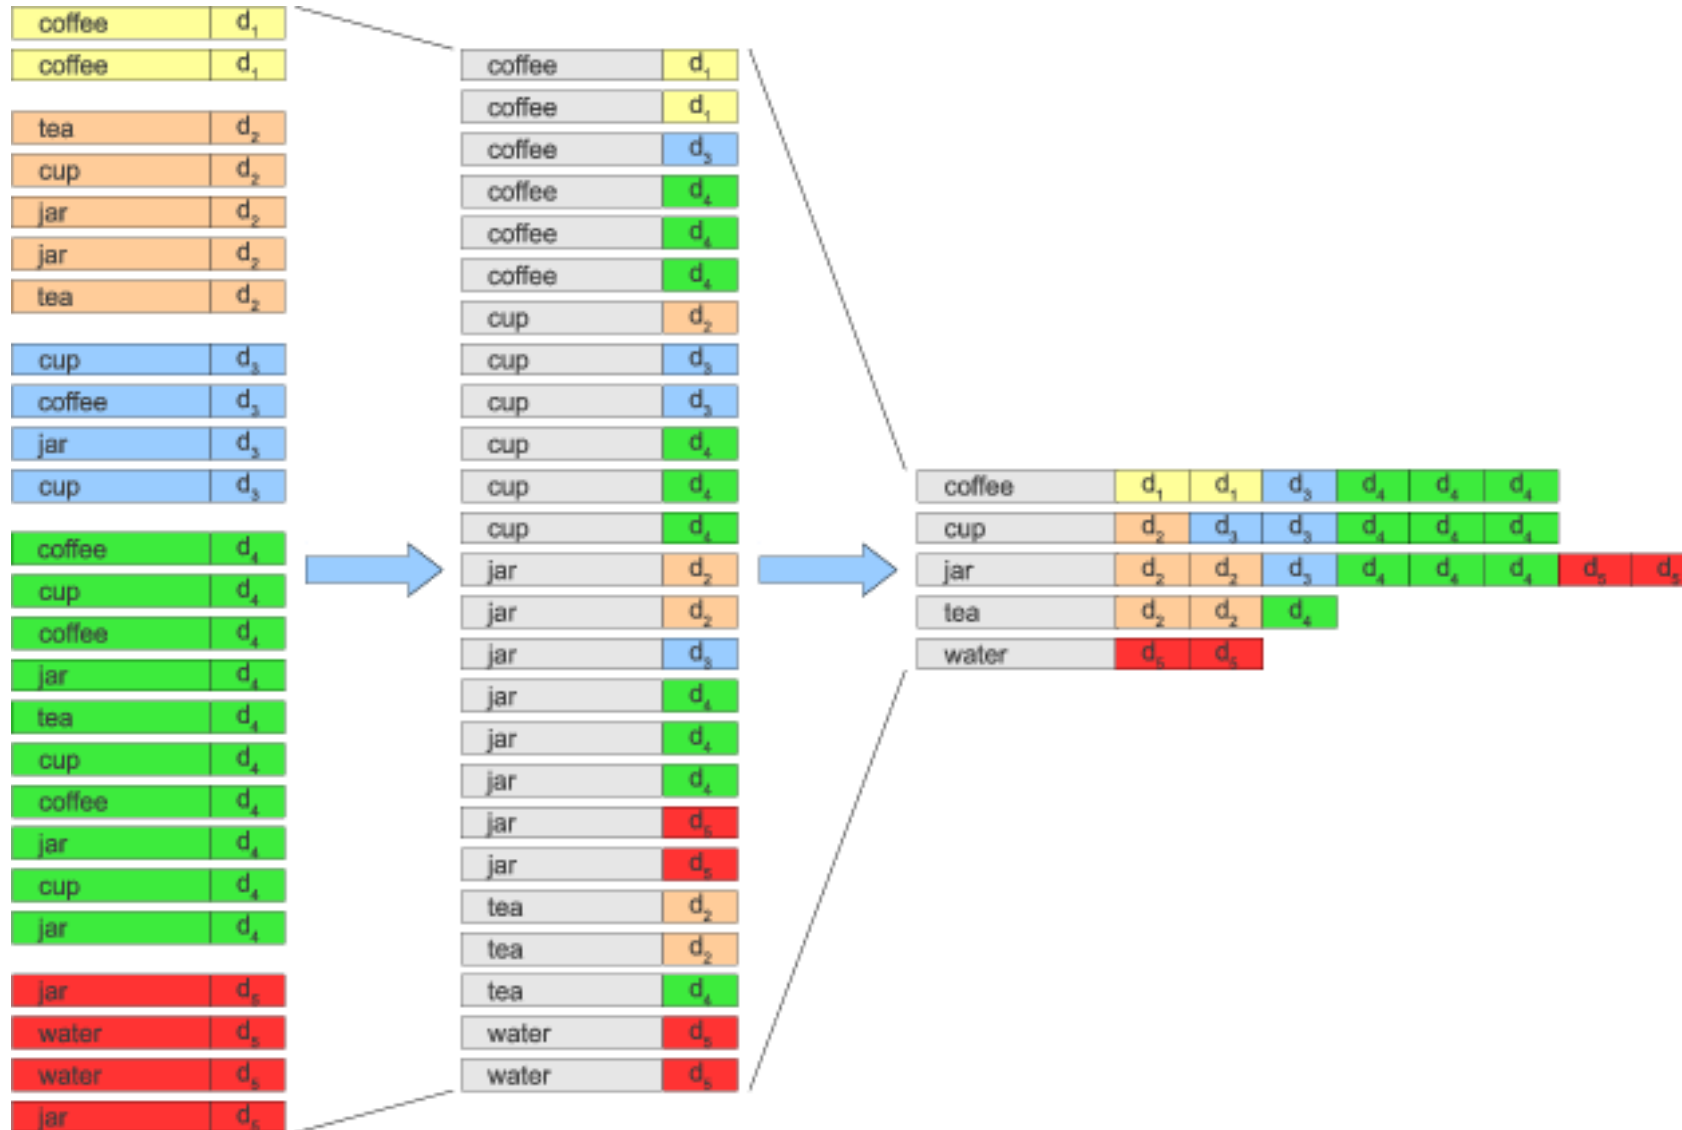 coffee d1
coffee d1
tea d2
cup d2
jar d2
jar d2
tea d2
cup d3
coffee d3
jar d3
cup d3
coffee d4
cup d4
coffee d4
jar d4
tea d4
cup d4
coffee d4
jar d4
cup d4
jar d4
jar d5
water d5
water d5
jar d5
coffee d1
coffee d1
coffee d3
coffee d4
coffee d4
coffee d4
cup d2
cup d3
cup d3
cup d4
cup d4
cup d4
jar d2
jar d2
jar d3
jar d4
jar d4
jar d4
jar d5
jar d5
tea d2
tea d2
tea d4
water d5
water d5
coffee d1 d1 d3 d4 d4 d4
cup d2 d3 d3 d4 d4 d4
jar d2 d2 d3 d4 d4 d4 d5 d5
tea d2 d2 d4
water d5 d5